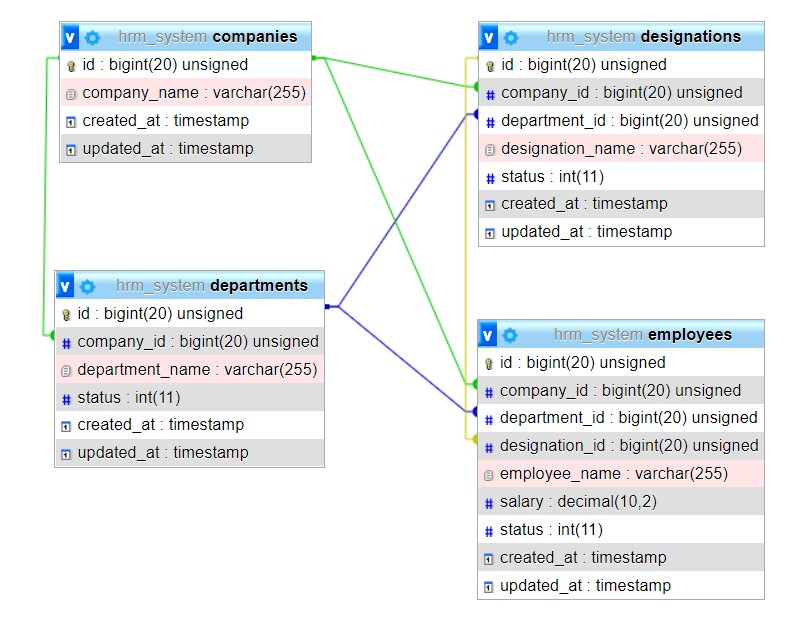 v hrm_system companies
id : bigint(20) unsigned
company_name : varchar(255)
created_at : timestamp
updated_at : timestamp
v hrm_system designations
id : bigint(20) unsigned
# company_id : bigint(20) unsigned
# department_id : bigint(20) unsigned
designation_name : varchar(255)
# status : int(11)
created_at : timestamp
updated_at : timestamp
v hrm_system departments
id : bigint(20) unsigned
# company_id : bigint(20) unsigned
department_name : varchar(255)
# status : int(11)
created_at : timestamp
updated_at : timestamp
v hrm_system employees
id : bigint(20) unsigned
# company_id : bigint(20) unsigned
# department_id : bigint(20) unsigned
# designation_id : bigint(20) unsigned
employee_name : varchar(255)
# salary : decimal(10,2)
# status : int(11)
created_at : timestamp
updated_at : timestamp